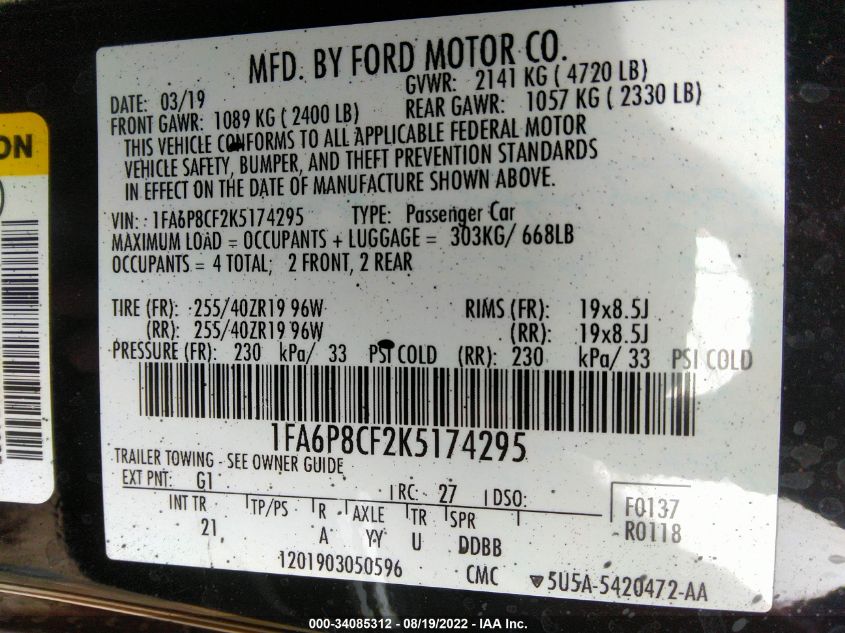 MFD. BY FORD MOTOR CO.
DATE: 03/19 GVWR: 2141 KG ( 4720 LB)
FRONT GAWR: 1089 KG ( 2400 LB) REAR GAWR: 1057 KG ( 2330 LB)
THIS VEHICLE CONFORMS TO ALL APPLICABLE FEDERAL MOTOR
VEHICLE SAFETY, BUMPER, AND THEFT PREVENTION STANDARDS
IN EFFECT ON THE DATE OF MANUFACTURE SHOWN ABOVE.
VIN: 1FA6P8CF2K5174295 TYPE: Passenger Car
MAXIMUM LOAD = OCCUPANTS + LUGGAGE = 303KG/ 668LB
OCCUPANTS = 4 TOTAL; 2 FRONT, 2 REAR
TIRE (FR): 255/40ZR19 96W RIMS (FR): 19x8.5J
(RR): 255/40ZR19 96W (RR): 19x8.5J
PRESSURE (FR): 230 kPa/ 33 PSI COLD (RR): 230 kPa/ 33 PSI COLD
1FA6P8CF2K5174295
TRAILER TOWING - SEE OWNER GUIDE
EXT PNT: G1 RC: 27 DSO:
INT TR TP/PS R AXLE TR SPR
21, A YY U DDBB
F0137
R0118
1201903050596 CMC 5U5A-5420472-AA
ON
000-34085312 - 08/19/2022 - IAA Inc.